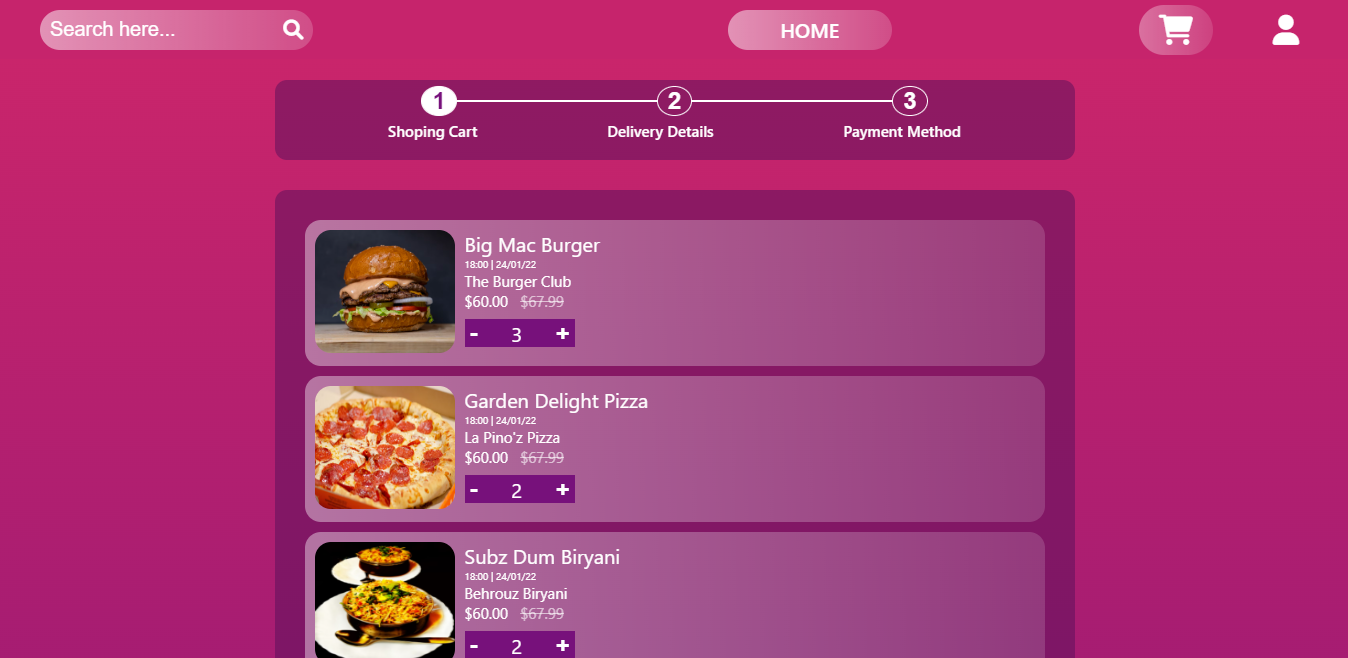 Search here...
HOME
1 2 3
Shoping Cart Delivery Details Payment Method
Big Mac Burger
18:00 | 24/01/22
The Burger Club
$60.00 $67.99
- 3 +
Garden Delight Pizza
18:00 | 24/01/22
La Pino'z Pizza
$60.00 $67.99
- 2 +
Subz Dum Biryani
18:00 | 24/01/22
Behrouz Biryani
$60.00 $67.99
- 2 +